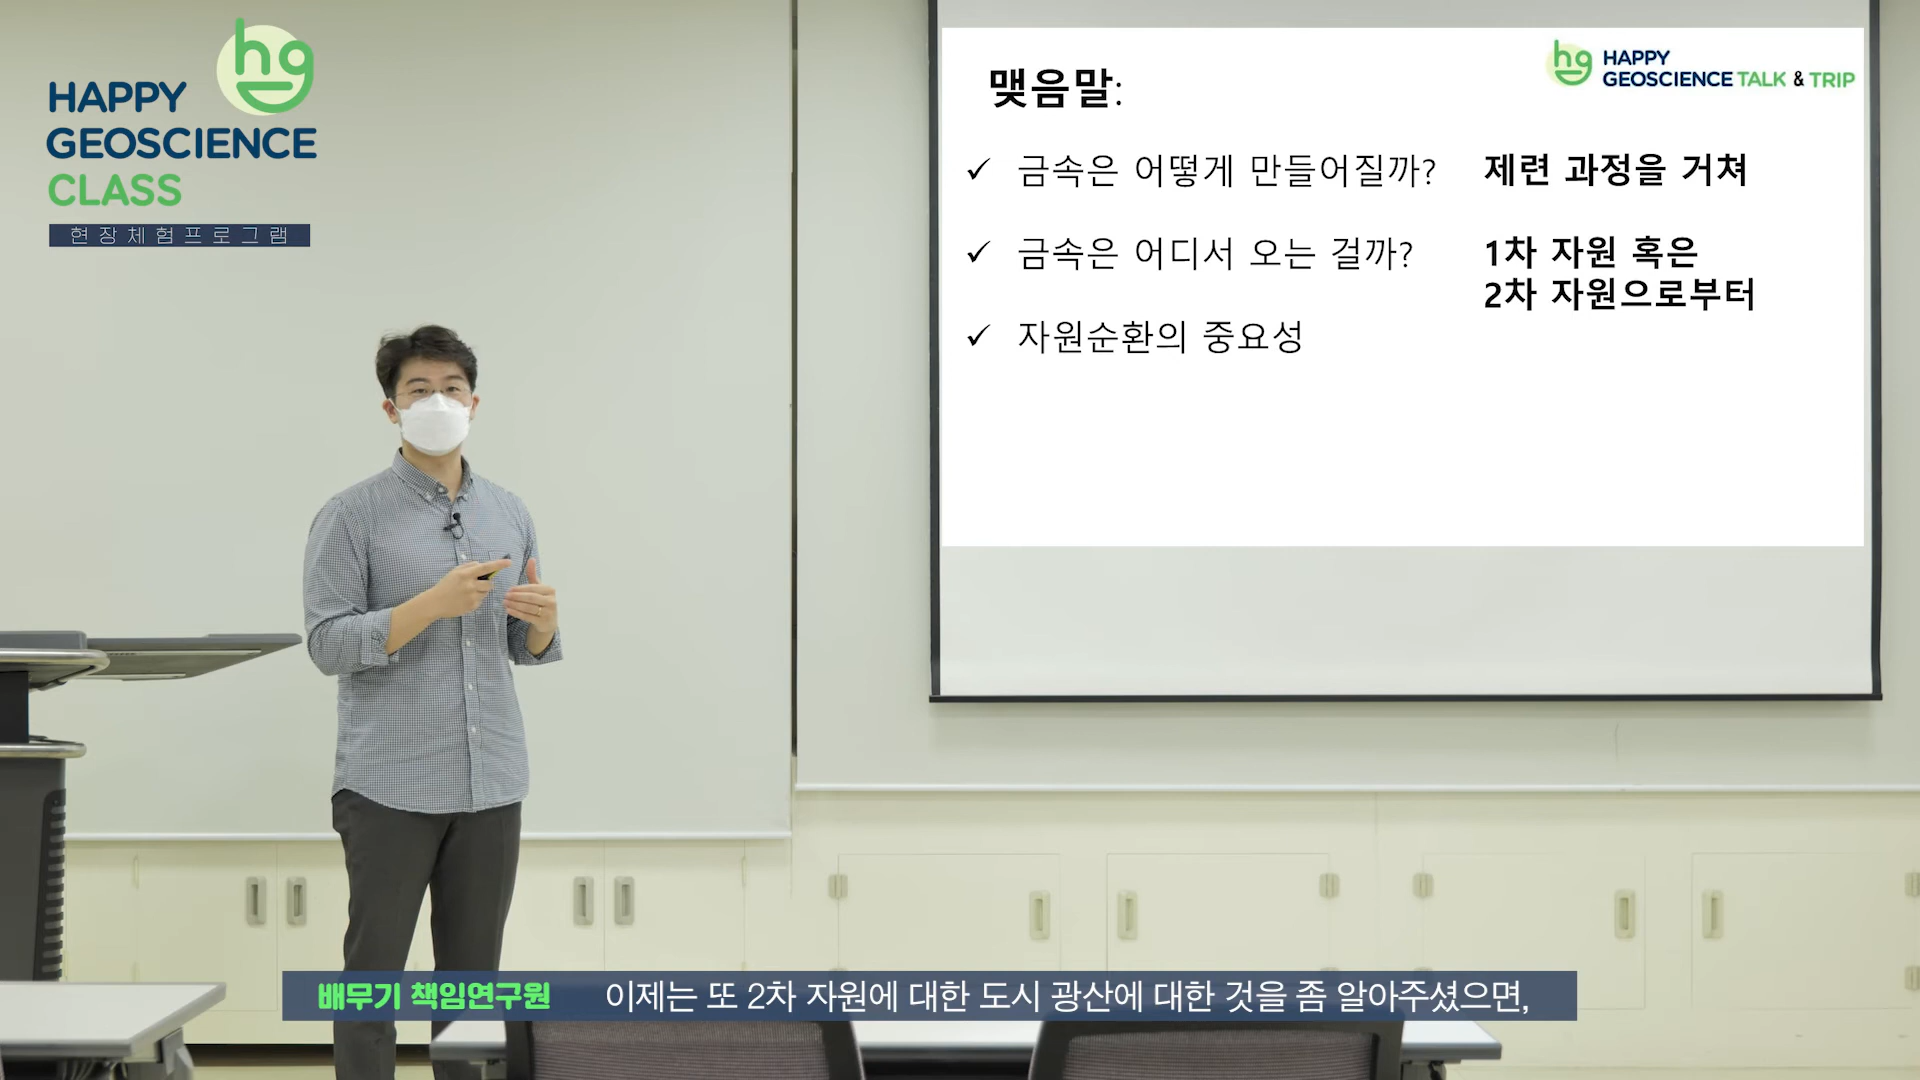 hg
HAPPY
GEOSCIENCE
CLASS
현장체험프로그램
hg
HAPPY
GEOSCIENCE TALK & TRIP
맺음말:
✓ 금속은 어떻게 만들어질까? 제련 과정을 거쳐
✓ 금속은 어디서 오는 걸까? 1차 자원 혹은
2차 자원으로부터
✓ 자원순환의 중요성
배무기 책임연구원 이제는 또 2차 자원에 대한 도시 광산에 대한 것을 좀 알아주셨으면,